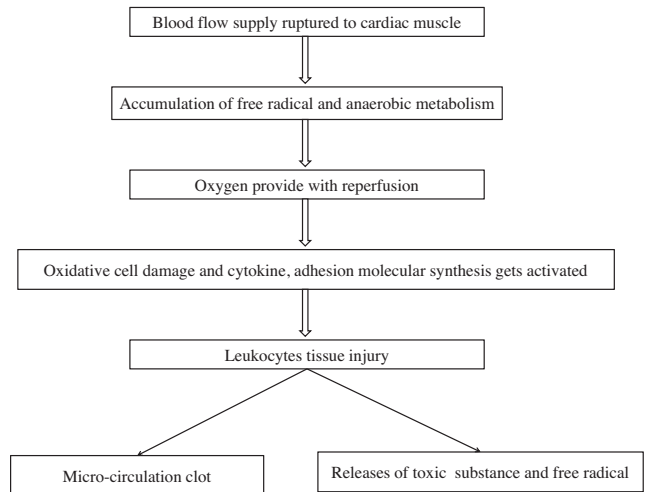 Blood flow supply ruptured to cardiac muscle
Accumulation of free radical and anaerobic metabolism
Oxygen provide with reperfusion
Oxidative cell damage and cytokine, adhesion molecular synthesis gets activated
Leukocytes tissue injury
Micro-circulation clot
Releases of toxic substance and free radical